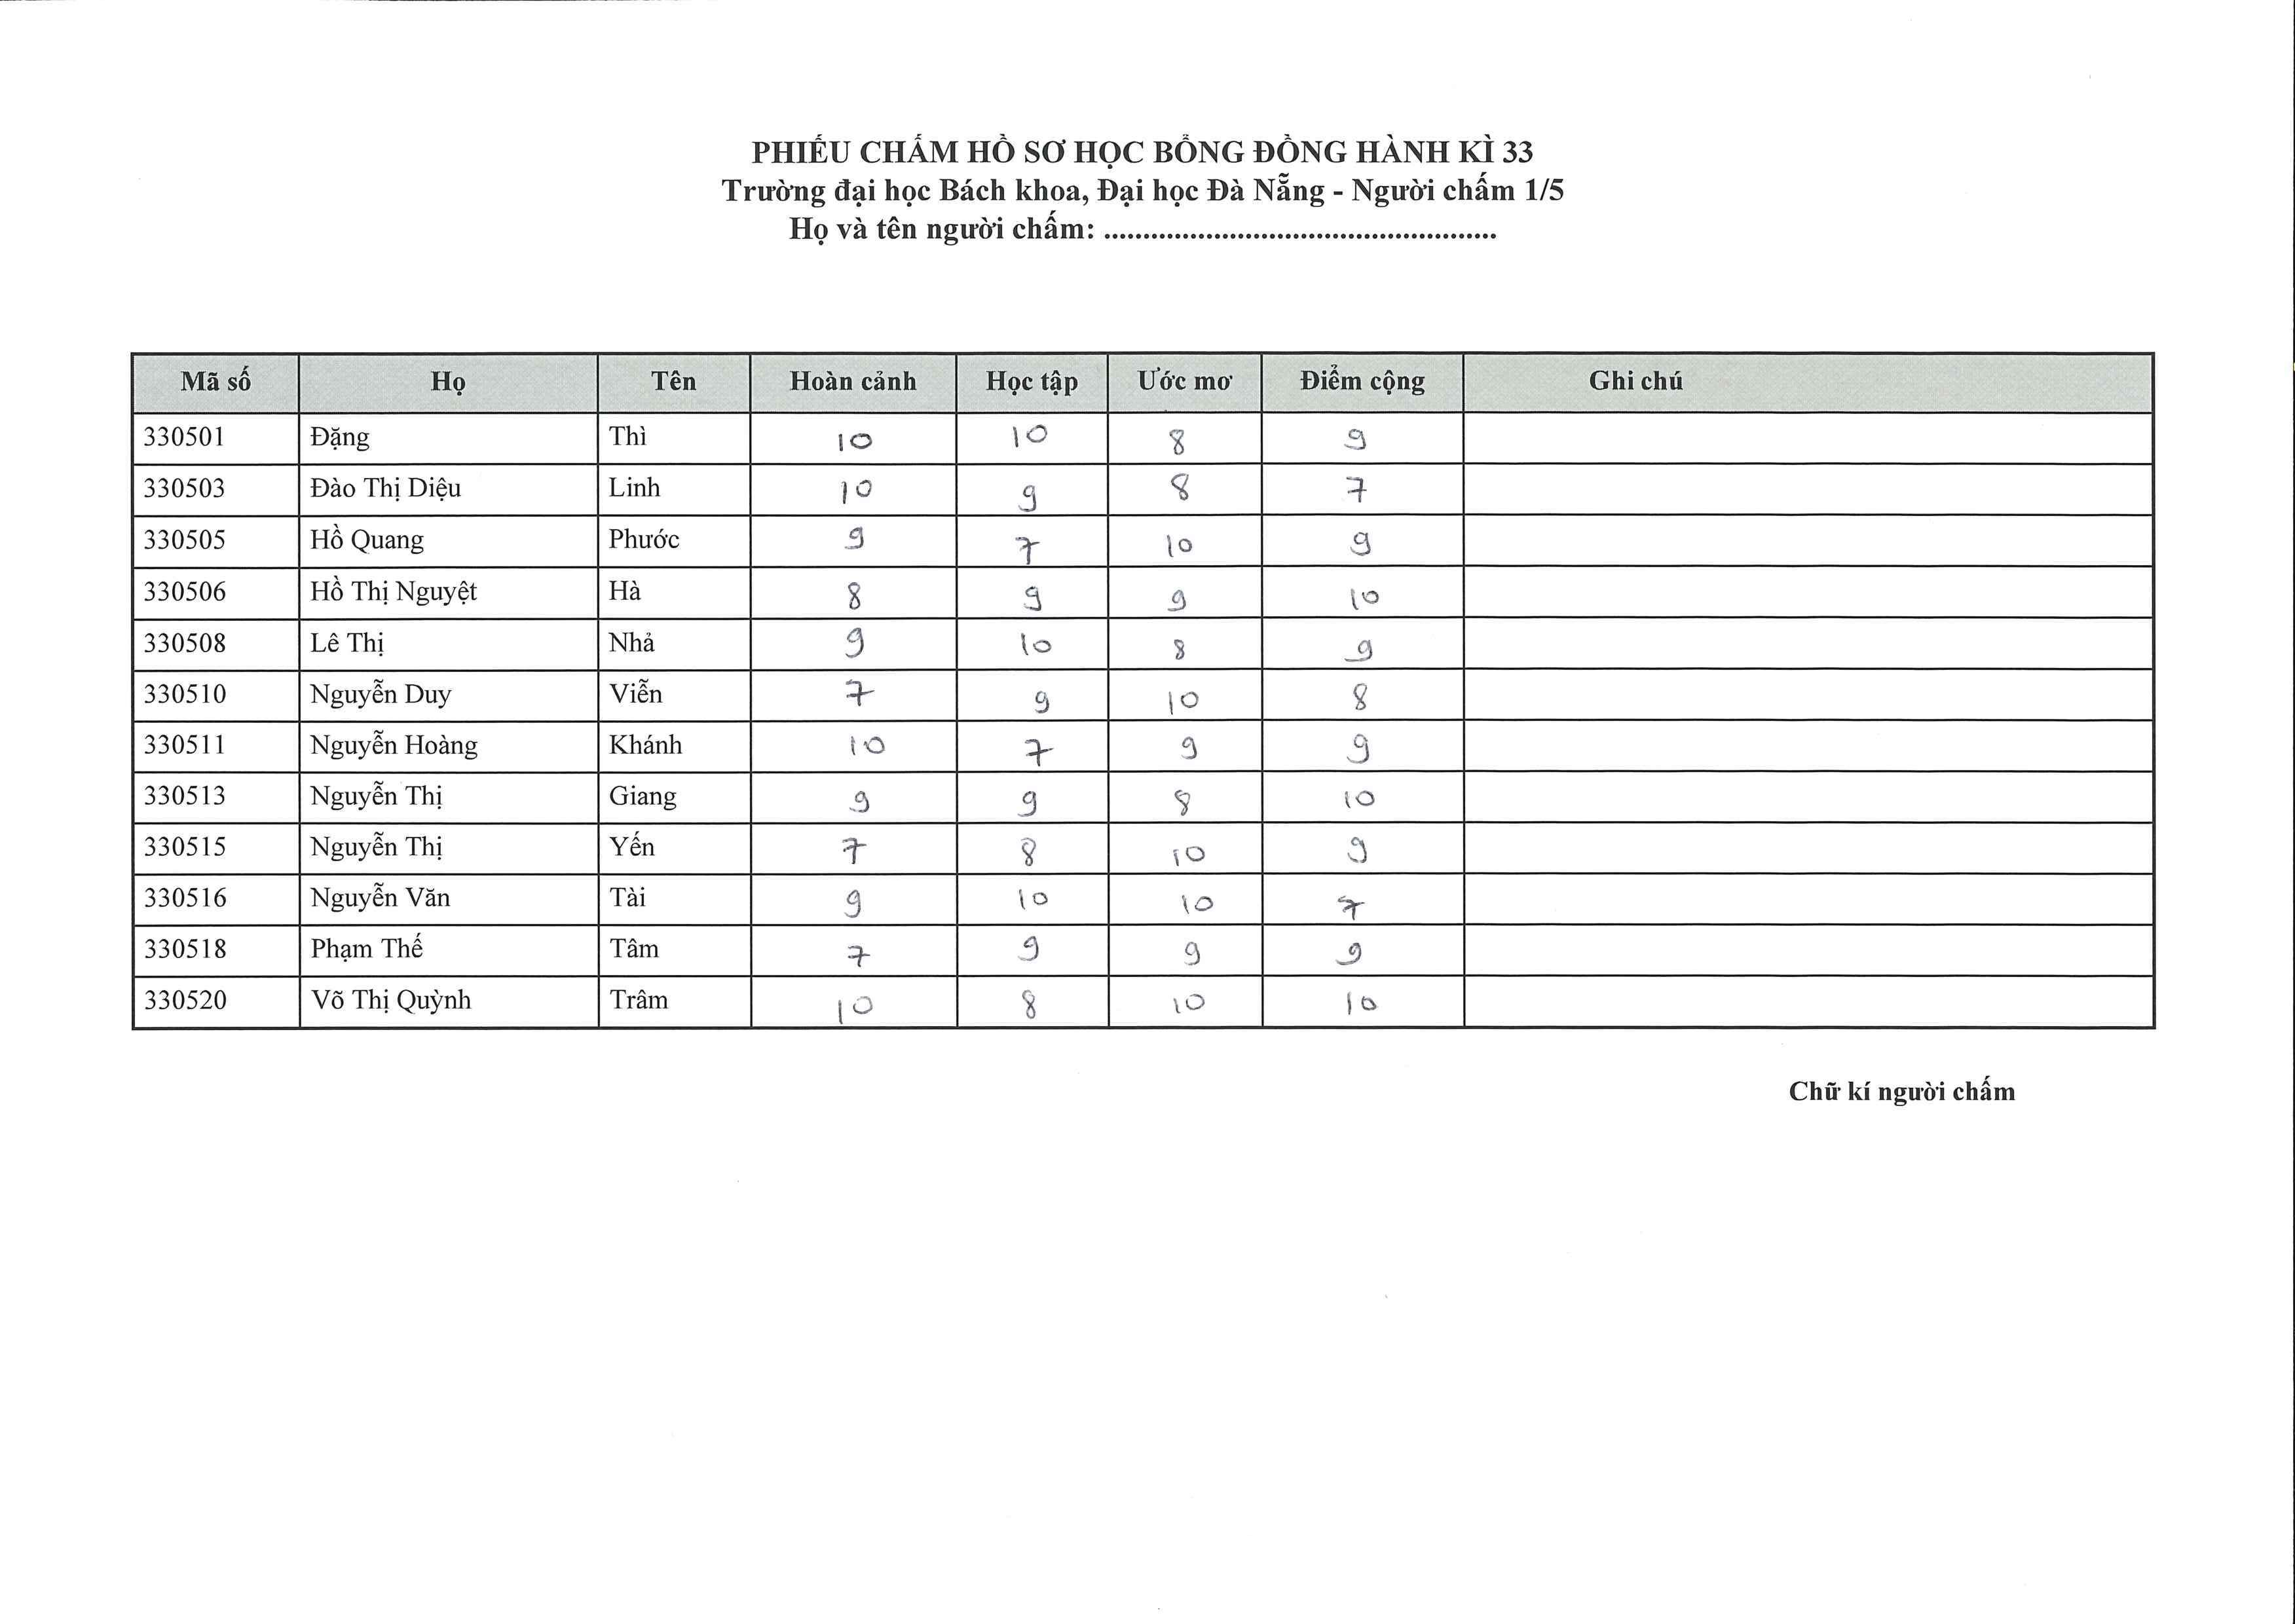 PHIẾU CHẤM HỒ SƠ HỌC BỔNG ĐỒNG HÀNH KÌ 33
Trường đại học Bách khoa, Đại học Đà Nẵng - Người chấm 1/5
Họ và tên người chấm: ..................................................
Mã số Họ Tên Hoàn cảnh Học tập Ước mơ Điểm cộng Ghi chú
330501 Đặng Thì 10 10 8 9
330503 Đào Thị Diệu Linh 10 9 8 7
330505 Hồ Quang Phước 9 7 10 9
330506 Hồ Thị Nguyệt Hà 8 9 9 10
330508 Lê Thị Nhả 9 10 8 9
330510 Nguyễn Duy Viễn 7 9 10 8
330511 Nguyễn Hoàng Khánh 10 7 9 9
330513 Nguyễn Thị Giang 9 9 8 10
330515 Nguyễn Thị Yến 7 8 10 9
330516 Nguyễn Văn Tài 9 10 10 7
330518 Phạm Thế Tâm 7 9 9 9
330520 Võ Thị Quỳnh Trâm 10 8 10 10
Chữ kí người chấm